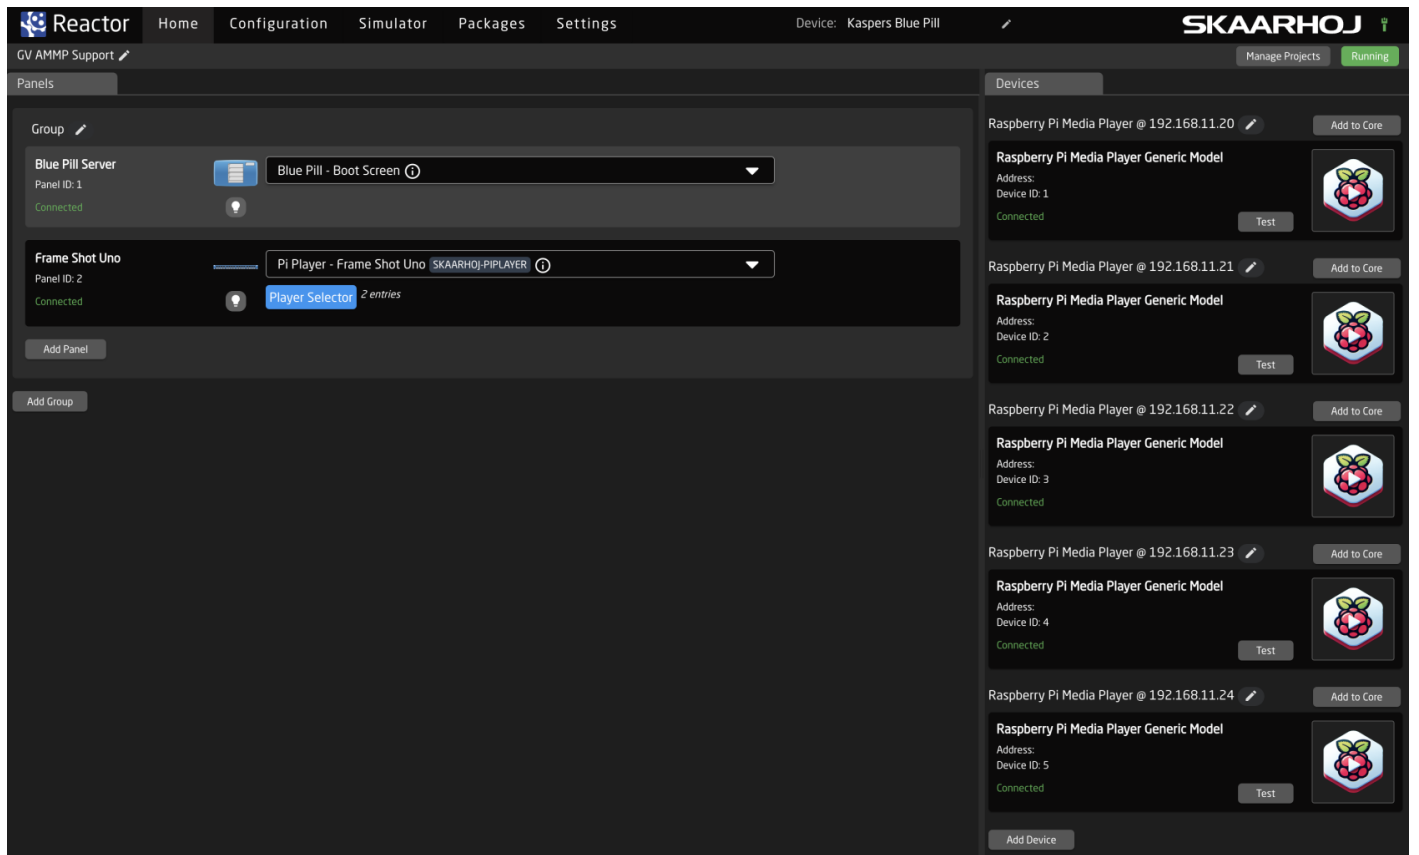 Reactor Home Configuration Simulator Packages Settings Device: Kaspers Blue Pill SKAARHOJ
GV AMMP Support Manage Projects Running
Panels
Group
Blue Pill Server
Panel ID: 1
Connected
Blue Pill - Boot Screen
Frame Shot Uno
Panel ID: 2
Connected
Pi Player - Frame Shot Uno SKAARHOJ-PIPLAYER
Player Selector 2 entries
Add Panel
Add Group
Devices
Raspberry Pi Media Player @ 192.168.11.20 Add to Core
Raspberry Pi Media Player Generic Model
Address:
Device ID: 1
Connected
Test
Raspberry Pi Media Player @ 192.168.11.21 Add to Core
Raspberry Pi Media Player Generic Model
Address:
Device ID: 2
Connected
Test
Raspberry Pi Media Player @ 192.168.11.22 Add to Core
Raspberry Pi Media Player Generic Model
Address:
Device ID: 3
Connected
Raspberry Pi Media Player @ 192.168.11.23 Add to Core
Raspberry Pi Media Player Generic Model
Address:
Device ID: 4
Connected
Test
Raspberry Pi Media Player @ 192.168.11.24 Add to Core
Raspberry Pi Media Player Generic Model
Address:
Device ID: 5
Connected
Test
Add Device